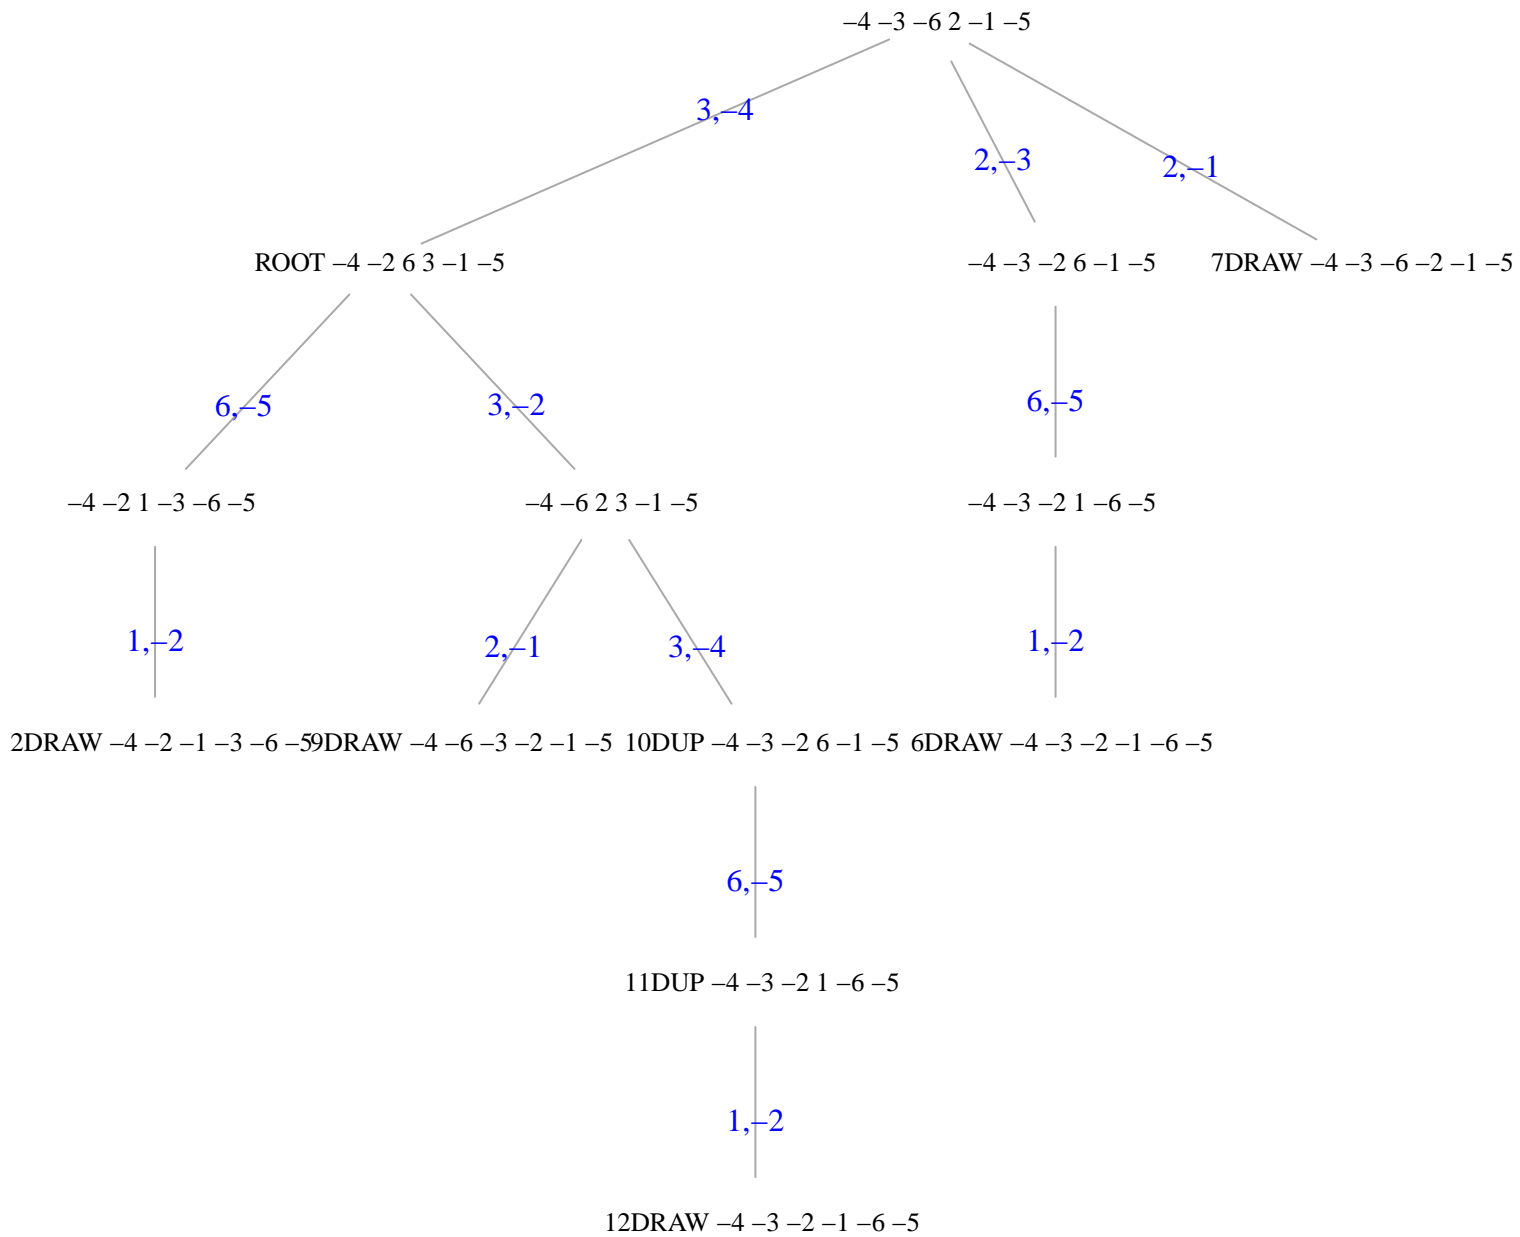 –4 –3 –6 2 –1 –5
3,–4
2,–3
2,–1
ROOT –4 –2 6 3 –1 –5
–4 –3 –2 6 –1 –5
7DRAW –4 –3 –6 –2 –1 –5
6,–5
3,–2
6,–5
–4 –2 1 –3 –6 –5
–4 –6 2 3 –1 –5
–4 –3 –2 1 –6 –5
1,–2
2,–1
3,–4
1,–2
2DRAW –4 –2 –1 –3 –6 –5
9DRAW –4 –6 –3 –2 –1 –5
10DUP –4 –3 –2 6 –1 –5
6DRAW –4 –3 –2 –1 –6 –5
6,–5
11DUP –4 –3 –2 1 –6 –5
1,–2
12DRAW –4 –3 –2 –1 –6 –5